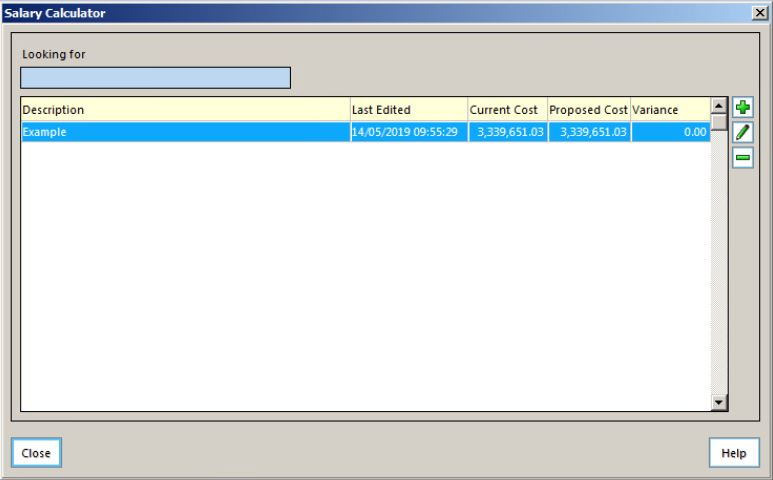 Salary Calculator
Looking for
Description Last Edited Current Cost Proposed Cost Variance
Example 14/05/2019 09:55:29 3,339,651.03 3,339,651.03 0.00
Close Help